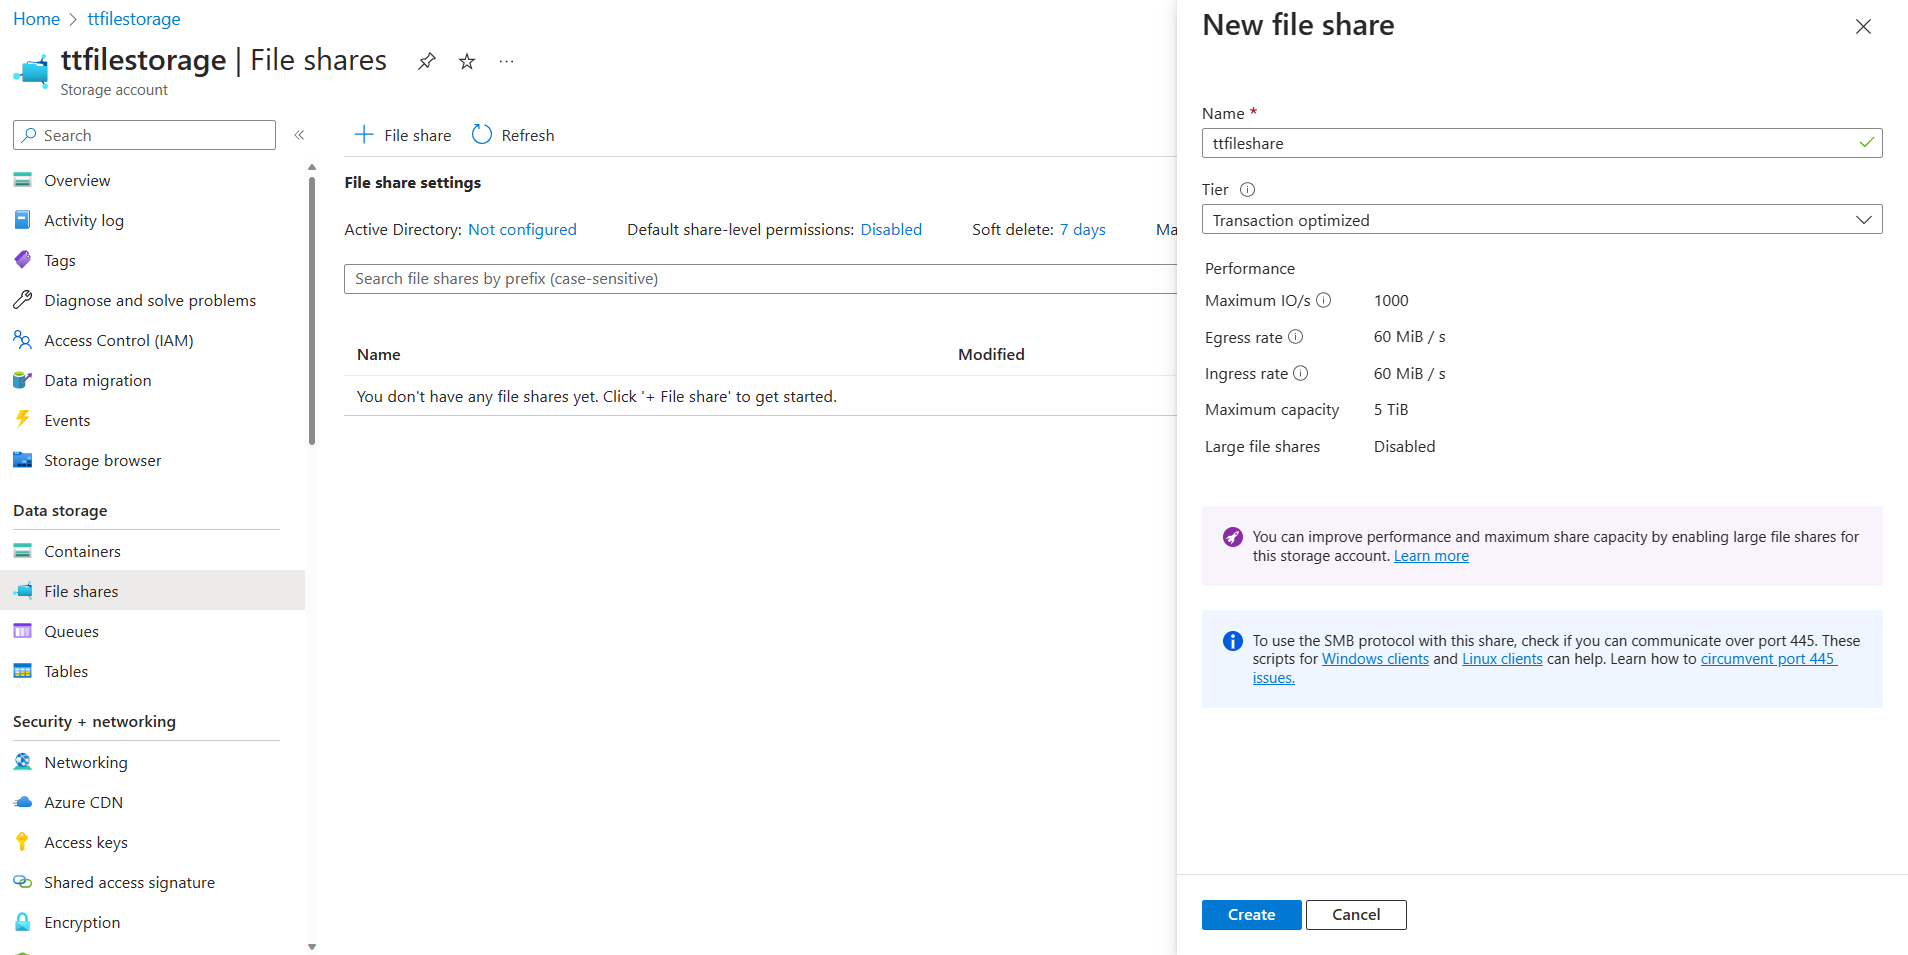 Home > ttfilestorage
ttfilestorage | File shares ...
Storage account
Search «
Overview
Activity log
Tags
Diagnose and solve problems
Access Control (IAM)
Data migration
Events
Storage browser
Data storage
Containers
File shares
Queues
Tables
Security + networking
Networking
Azure CDN
Access keys
Shared access signature
Encryption
+ File share Refresh
File share settings
Active Directory: Not configured Default share-level permissions: Disabled Soft delete: 7 days Ma
Search file shares by prefix (case-sensitive)
Name Modified
You don't have any file shares yet. Click '+ File share' to get started.
New file share
Name *
ttfileshare
Tier
Transaction optimized
Performance
Maximum IO/s 1000
Egress rate 60 MiB / s
Ingress rate 60 MiB / s
Maximum capacity 5 TiB
Large file shares Disabled
You can improve performance and maximum share capacity by enabling large file shares for
this storage account. Learn more
To use the SMB protocol with this share, check if you can communicate over port 445. These
scripts for Windows clients and Linux clients can help. Learn how to circumvent port 445
issues.
Create Cancel